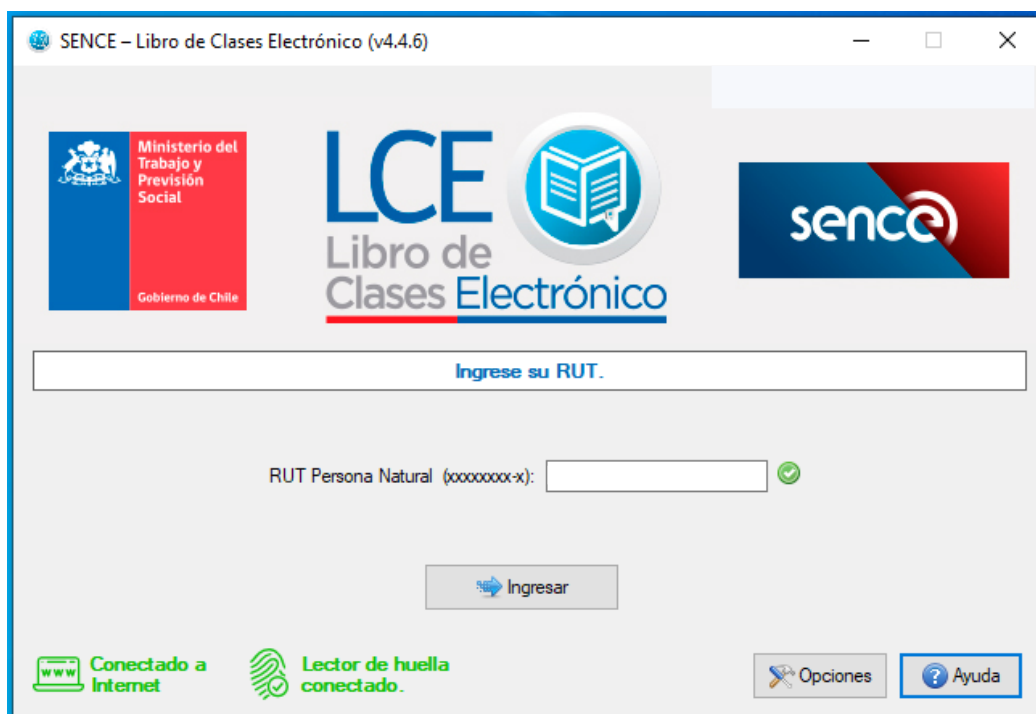 SENCE – Libro de Clases Electrónico (v4.4.6)
Ministerio del
Trabajo y
Previsión
Social
Gobierno de Chile
LCE
Libro de
Clases Electrónico
sence
Ingrese su RUT.
RUT Persona Natural (xxxxxxxx-x):
Ingresar
www
Conectado a
Internet
Lector de huella
conectado.
Opciones
? Ayuda